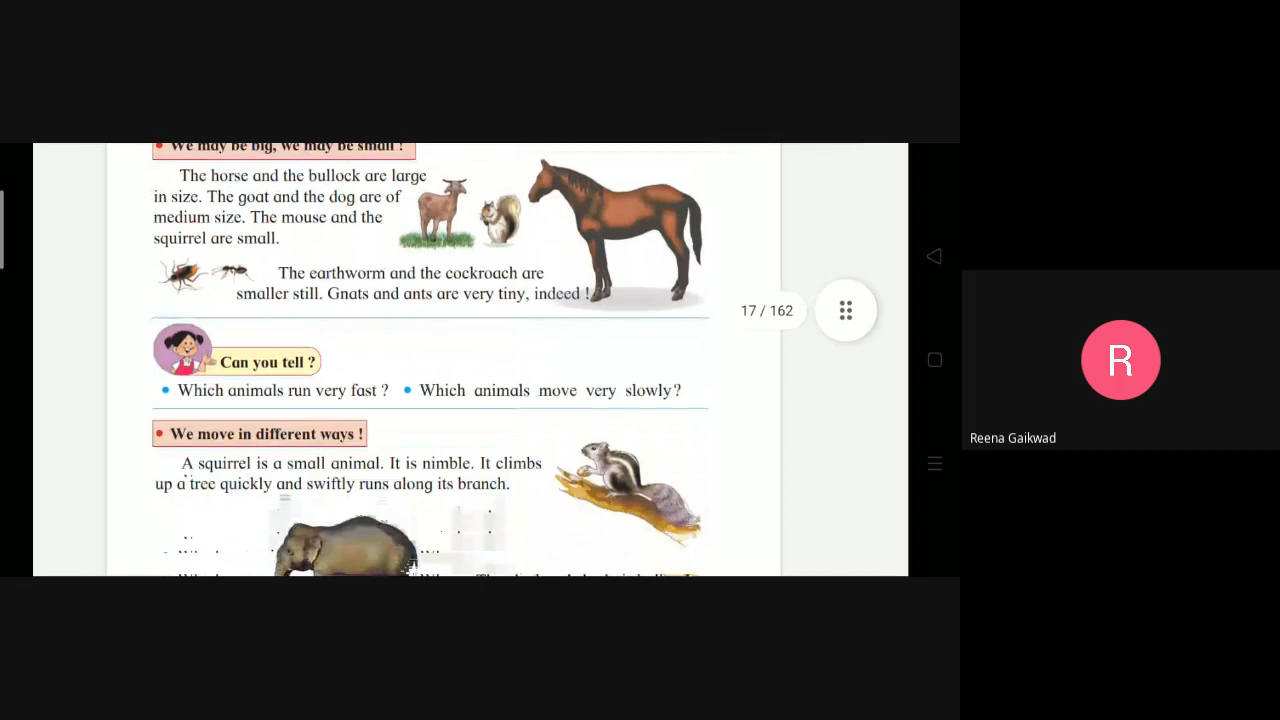 • We may be big, we may be small !
The horse and the bullock are large
in size. The goat and the dog are of
medium size. The mouse and the
squirrel are small.
The earthworm and the cockroach are
smaller still. Gnats and ants are very tiny, indeed !
17 / 162
Can you tell ?
• Which animals run very fast ? • Which animals move very slowly?
• We move in different ways !
A squirrel is a small animal. It is nimble. It climbs
up a tree quickly and swiftly runs along its branch.
R
Reena Gaikwad